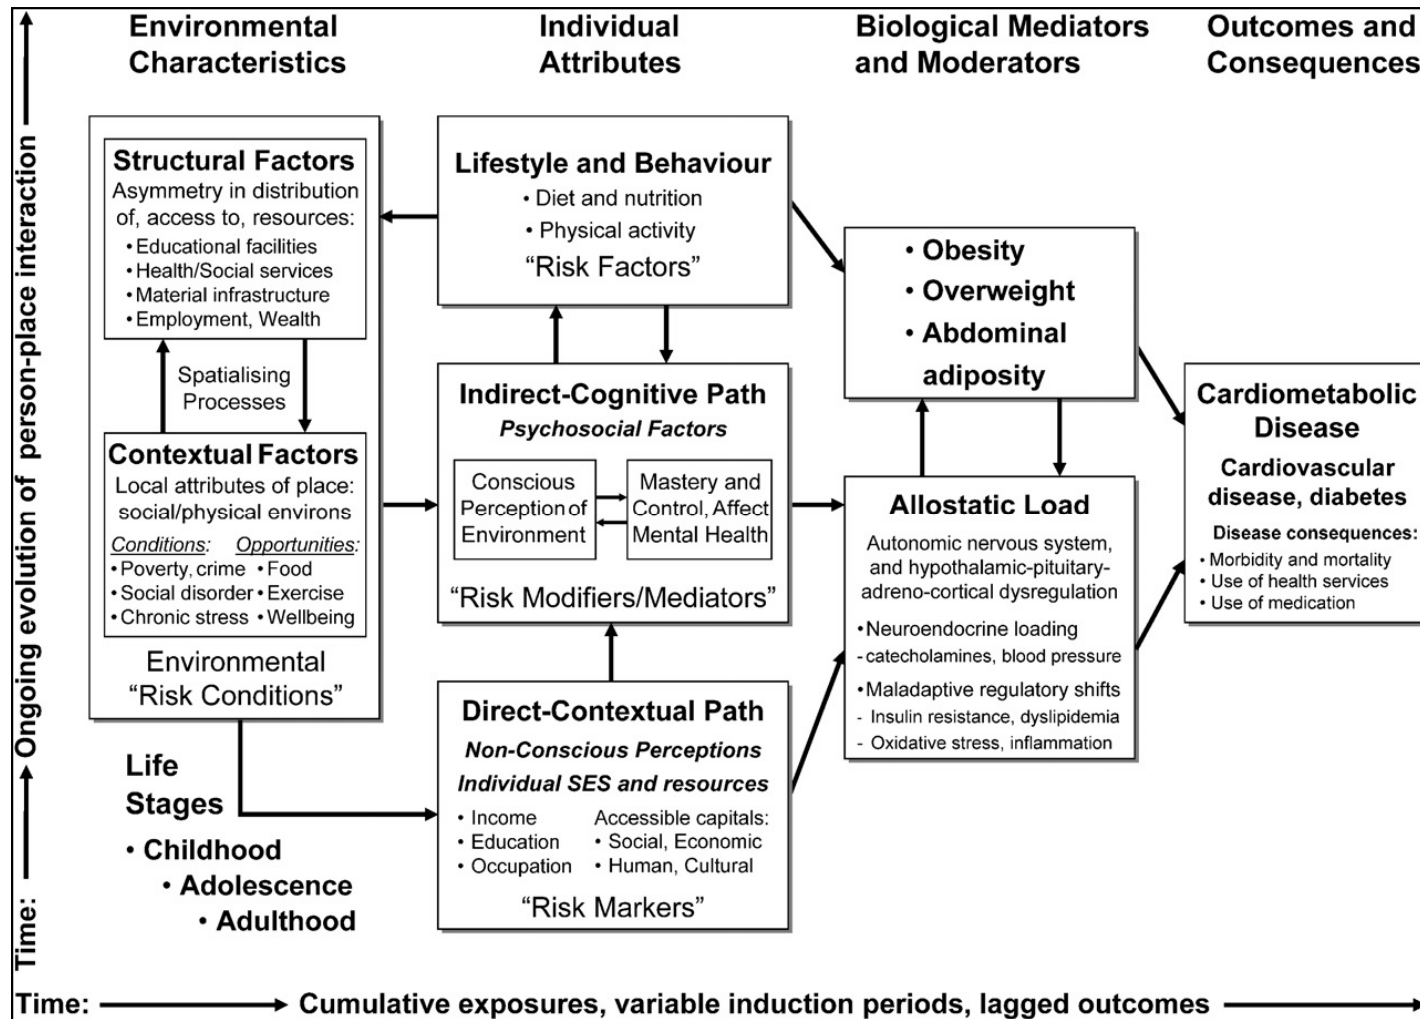 Environmental
Characteristics
Individual
Attributes
Biological Mediators
and Moderators
Outcomes and
Consequences
Time: Ongoing evolution of person-place interaction
Structural Factors
Asymmetry in distribution
of, access to, resources:
• Educational facilities
• Health/Social services
• Material infrastructure
• Employment, Wealth
Spatialising
Processes
Contextual Factors
Local attributes of place:
social/physical environs
Conditions: Opportunities:
• Poverty, crime • Food
• Social disorder • Exercise
• Chronic stress • Wellbeing
Environmental
“Risk Conditions”
Life
Stages
• Childhood
• Adolescence
• Adulthood
Lifestyle and Behaviour
• Diet and nutrition
• Physical activity
“Risk Factors”
Indirect-Cognitive Path
Psychosocial Factors
Conscious
Perception of
Environment
Mastery and
Control, Affect
Mental Health
“Risk Modifiers/Mediators”
Direct-Contextual Path
Non-Conscious Perceptions
Individual SES and resources
• Income
• Education
• Occupation
Accessible capitals:
• Social, Economic
• Human, Cultural
“Risk Markers”
• Obesity
• Overweight
• Abdominal
adiposity
Allostatic Load
Autonomic nervous system,
and hypothalamic-pituitary-
adreno-cortical dysregulation
• Neuroendocrine loading
- catecholamines, blood pressure
• Maladaptive regulatory shifts
- Insulin resistance, dyslipidemia
- Oxidative stress, inflammation
Cardiometabolic
Disease
Cardiovascular
disease, diabetes
Disease consequences:
• Morbidity and mortality
• Use of health services
• Use of medication
Time: Cumulative exposures, variable induction periods, lagged outcomes